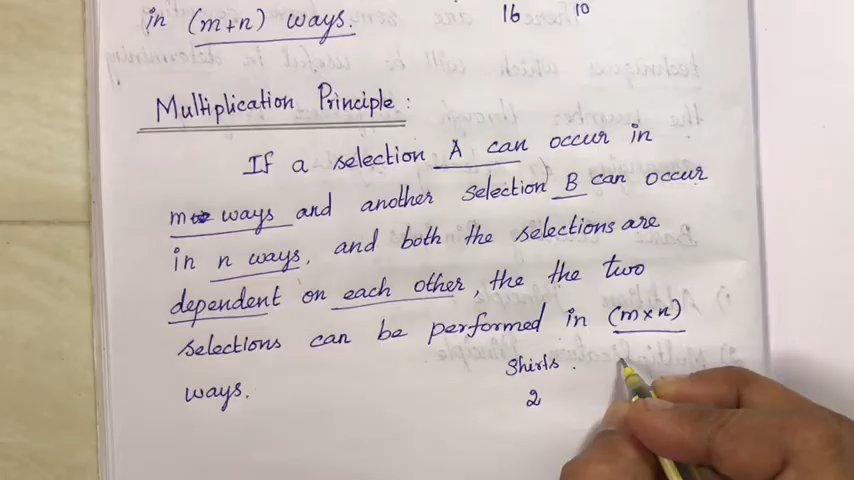 in (m+n) ways.
16 10
Multiplication Principle:
If a selection A can occur in
m ways and another selection B can occur
in n ways, and both the selections are
dependent on each other, the the two
selections can be performed in (m×n)
ways.
Shirts.
2